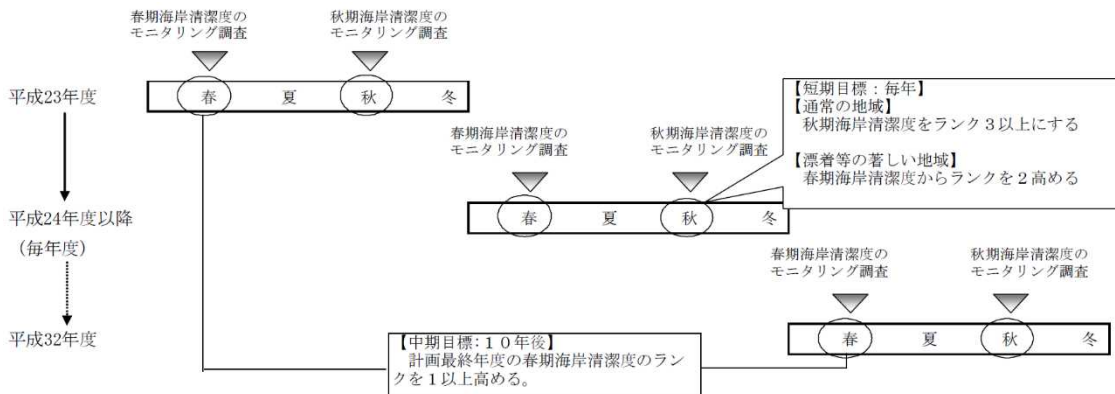 春期海岸清潔度の
モニタリング調査
秋期海岸清潔度の
モニタリング調査
平成23年度
春 夏 秋 冬
【短期目標：毎年】
【通常の地域】
秋期海岸清潔度をランク３以上にする
【漂着等の著しい地域】
春期海岸清潔度からランクを２高める
春期海岸清潔度の
モニタリング調査
秋期海岸清潔度の
モニタリング調査
平成24年度以降
（毎年度）
春 夏 秋 冬
春期海岸清潔度の
モニタリング調査
秋期海岸清潔度の
モニタリング調査
平成32年度
春 夏 秋 冬
【中期目標：１０年後】
計画最終年度の春期海岸清潔度のラン
クを１以上高める。